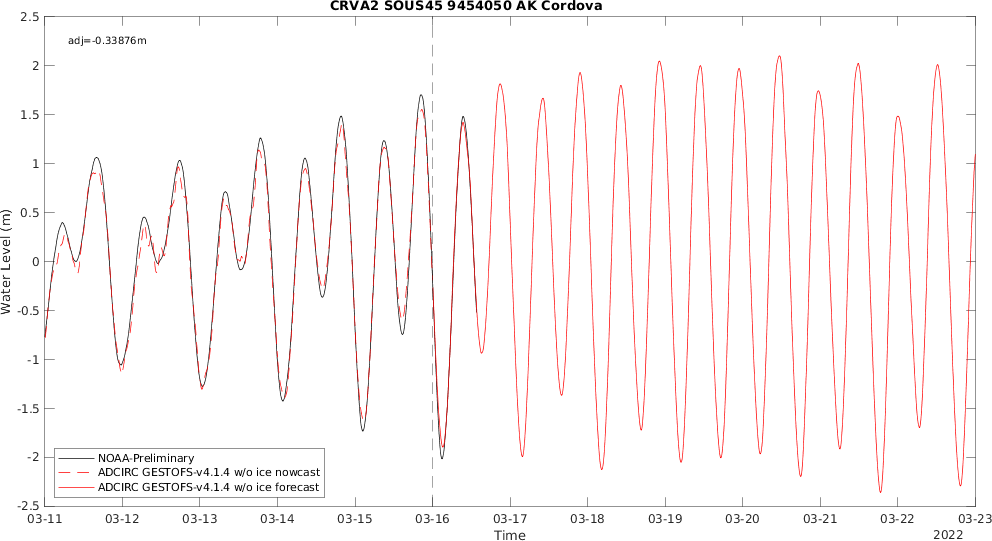 CRVA2 SOUS45 9454050 AK Cordova
adj=-0.33876m
2.5
2
1.5
1
0.5
0
-0.5
-1
-1.5
-2
-2.5
Water Level (m)
NOAA-Preliminary
ADCIRC GESTOFS-v4.1.4 w/o ice nowcast
ADCIRC GESTOFS-v4.1.4 w/o ice forecast
03-11 03-12 03-13 03-14 03-15 03-16 03-17 03-18 03-19 03-20 03-21 03-22 03-23
Time
2022